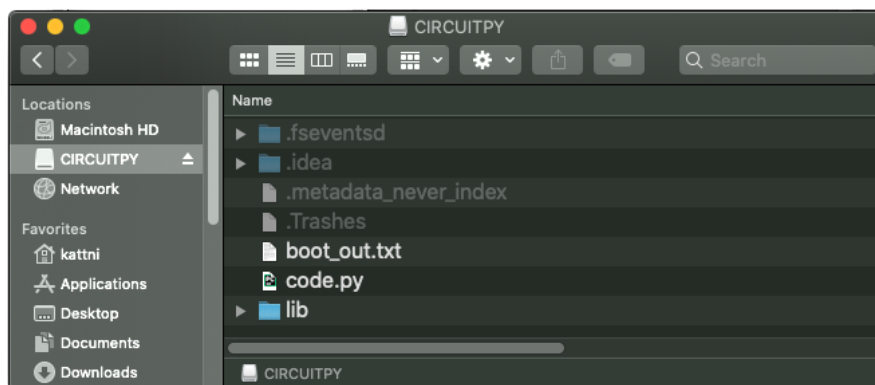 CIRCUITPY
Search
Locations
Macintosh HD
CIRCUITPY
Network
Favorites
kattni
Applications
Desktop
Documents
Downloads
Name
.fseventsd
.idea
.metadata_never_index
.Trashes
boot_out.txt
code.py
lib
CIRCUITPY